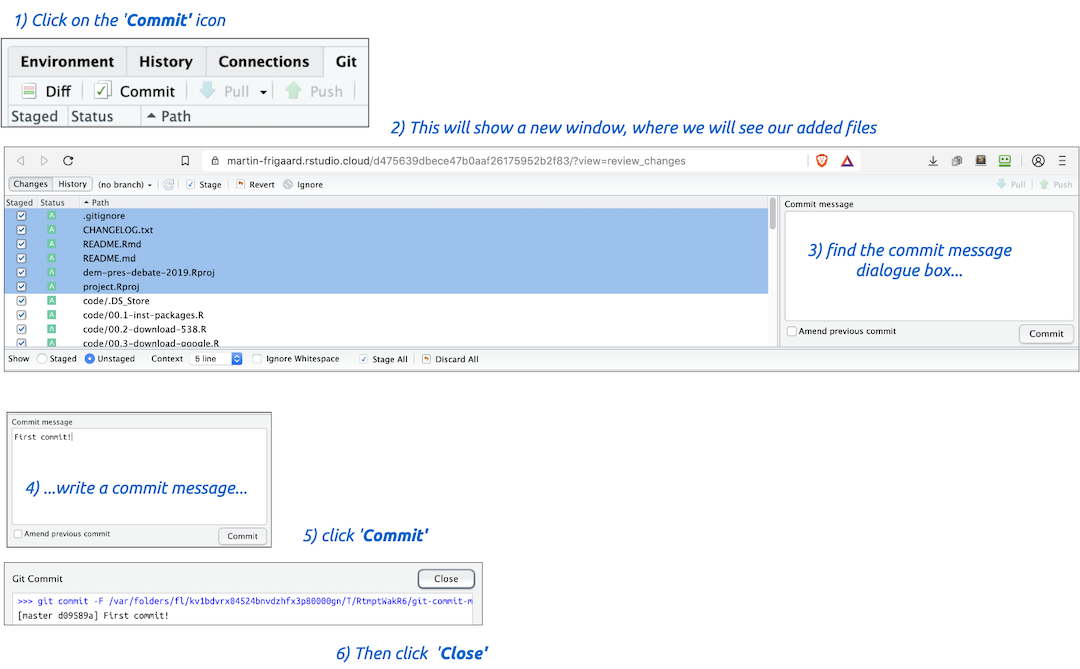 1) Click on the 'Commit' icon
Environment History Connections Git
Diff Commit Pull Push
Staged Status Path
2) This will show a new window, where we will see our added files
martin-frigaard.rstudio.cloud/d475639dbece47b0aaf26175952b2f83/?view=review_changes
Changes History (no branch) Stage Revert Ignore Pull Push
Staged Status Path
Commit message
A .gitignore
A CHANGELOG.txt
A README.Rmd
A README.md
A dem-pres-debate-2019.Rproj
A project.Rproj
A code/.DS_Store
A code/00.1-inst-packages.R
A code/00.2-download-538.R
A code/00.3-download-google.R
3) find the commit message
dialogue box...
Amend previous commit
Commit
Show Staged Unstaged Context 5 line Ignore Whitespace Stage All Discard All
Commit message
First commit!
4) ...write a commit message...
Amend previous commit
Commit
5) click 'Commit'
Git Commit
Close
>>> git commit -F /var/folders/fl/kv1bdvrx04524bnvdzhfx3p80000gn/T/RtmptWakR6/git-commit-m
[master d09589a] First commit!
6) Then click 'Close'